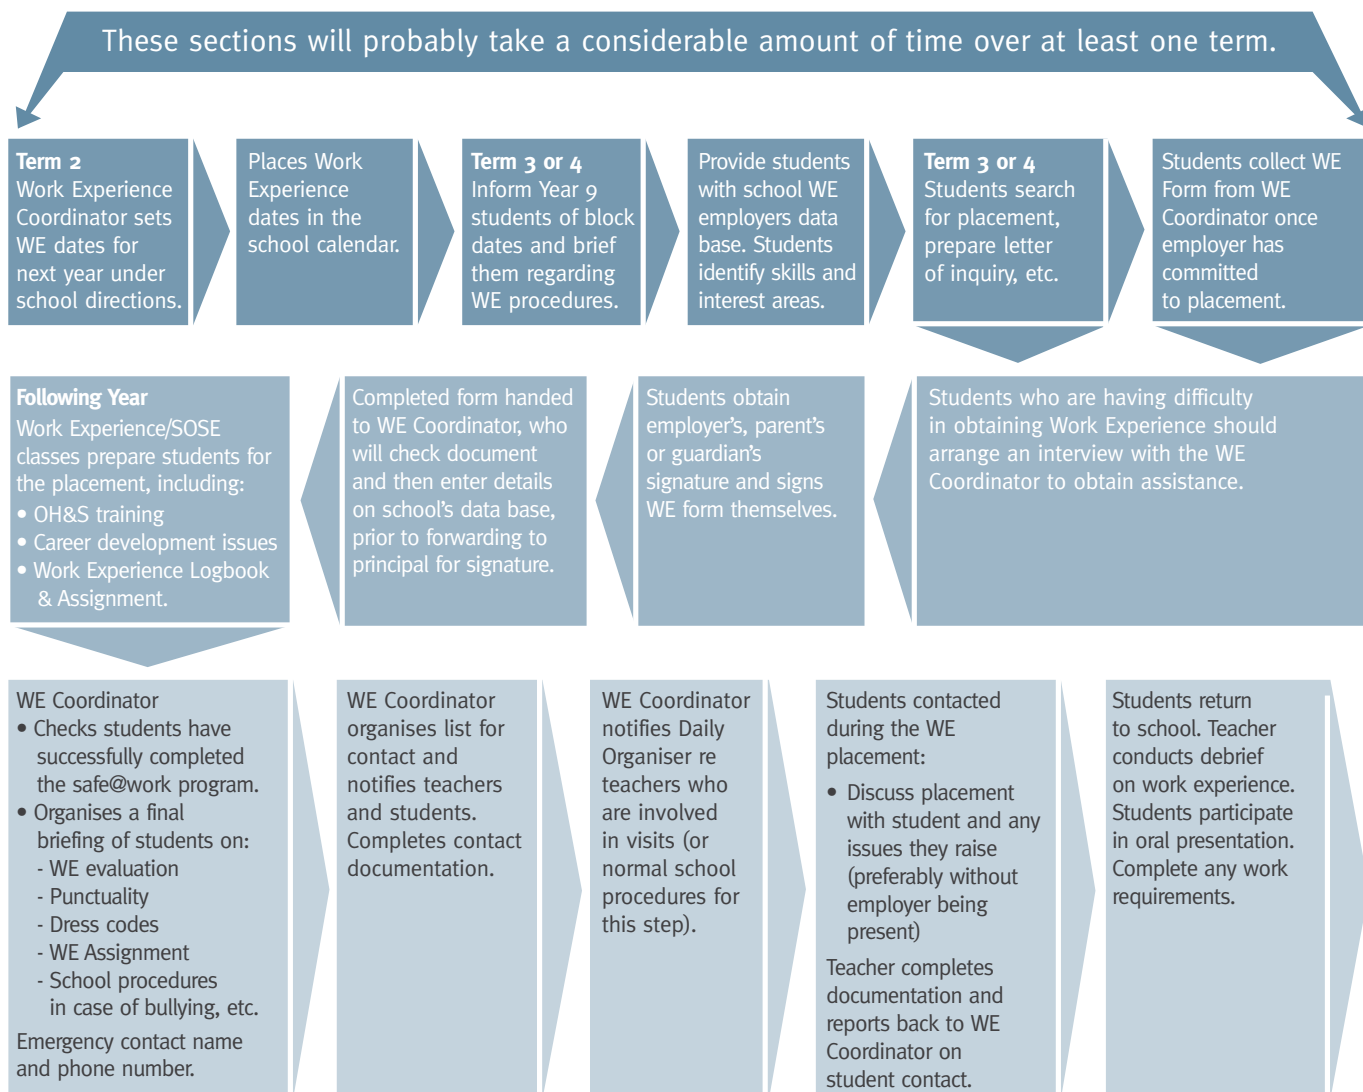 These sections will probably take a considerable amount of time over at least one term.
Term 2
Work Experience
Coordinator sets
WE dates for
next year under
school directions.
Places Work
Experience
dates in the
school calendar.
Term 3 or 4
Inform Year 9
students of block
dates and brief
them regarding
WE procedures.
Provide students
with school WE
employers data
base. Students
identify skills and
interest areas.
Term 3 or 4
Students search
for placement,
prepare letter
of inquiry, etc.
Students collect WE
Form from WE
Coordinator once
employer has
committed
to placement.
Students who are having difficulty
in obtaining Work Experience should
arrange an interview with the WE
Coordinator to obtain assistance.
Students obtain
employer's, parent's
or guardian's
signature and signs
WE form themselves.
Completed form handed
to WE Coordinator, who
will check document
and then enter details
on school's data base,
prior to forwarding to
principal for signature.
Following Year
Work Experience/SOSE
classes prepare students for
the placement, including:
• OH&S training
• Career development issues
• Work Experience Logbook
& Assignment.
WE Coordinator
• Checks students have
successfully completed
the safe@work program.
• Organises a final
briefing of students on:
- WE evaluation
- Punctuality
- Dress codes
- WE Assignment
- School procedures
in case of bullying, etc.
Emergency contact name
and phone number.
WE Coordinator
organises list for
contact and
notifies teachers
and students.
Completes contact
documentation.
WE Coordinator
notifies Daily
Organiser re
teachers who
are involved
in visits (or
normal school
procedures for
this step).
Students contacted
during the WE
placement:
• Discuss placement
with student and any
issues they raise
(preferably without
employer being
present)
Teacher completes
documentation and
reports back to WE
Coordinator on
student contact.
Students return
to school. Teacher
conducts debrief
on work experience.
Students participate
in oral presentation.
Complete any work
requirements.